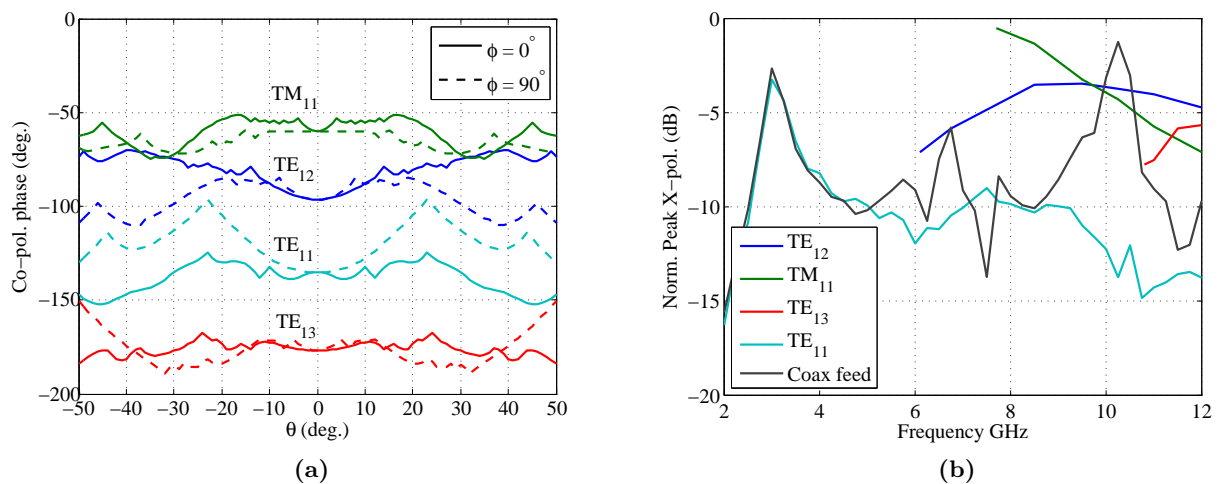 0
−50
−100
−150
−200
Co−pol. phase (deg.)
−50 −40 −30 −20 −10 0 10 20 30 40 50
θ (deg.)
ϕ = 0°
ϕ = 90°
TM11
TE12
TE11
TE13
(a)
0
−5
−10
−15
−20
Norm. Peak X−pol. (dB)
2 4 6 8 10 12
Frequency GHz
TE12
TM11
TE13
TE11
Coax feed
(b)